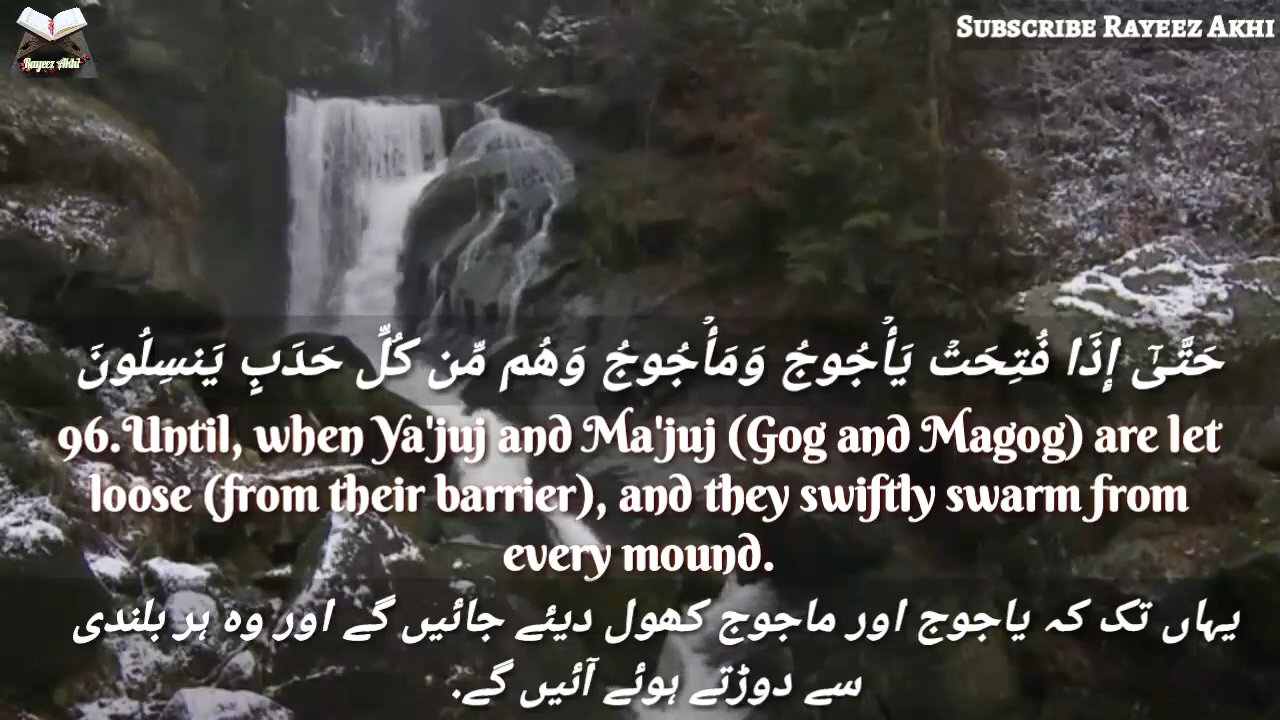 Rayeez Akhi
Subscribe Rayeez Akhi
حَتَّىٰٓ إِذَا فُتِحَتۡ يَأۡجُوجُ وَمَأۡجُوجُ وَهُم مِّن كُلِّ حَدَبٍ يَنسِلُونَ
96.Until, when Ya'juj and Ma'juj (Gog and Magog) are let
loose (from their barrier), and they swiftly swarm from
every mound.
یہاں تک کہ یاجوج اور ماجوج کھول دیئے جائیں گے اور وه ہر بلندی
سے دوڑتے ہوئے آئیں گے.